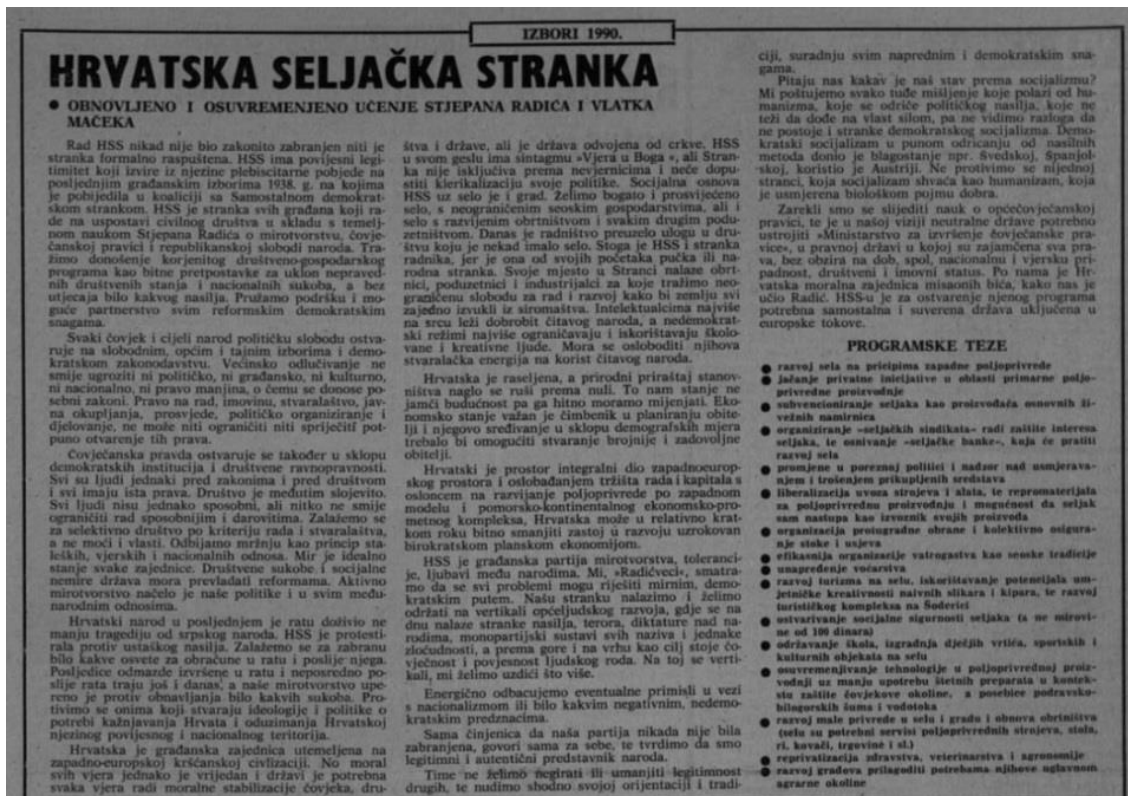 IZBORI 1990.
HRVATSKA SELJAČKA STRANKA
● OBNOVLJENO I OSUVREMENJENO UČENJE STJEPANA RADIĆA I VLATKA
MAČEKA
Rad HSS nikad nije bio zakonito zabranjen niti je
stranka formalno raspuštena. HSS ima povijesni legi-
timitet koji izvire iz njezine plebiscitarne pobjede na
posljednjim građanskim izborima 1938. g. na kojima
je pobijedila u koaliciji sa Samostalnom demokrat-
skom strankom. HSS je stranka svih građana koji ra-
de na uspostavi civilnog društva u skladu s temelj-
nom naukom Stjepana Radića o mirotvorstvu, čovje-
čanskoj pravici i republikanskoj slobodi naroda. Tra-
žimo donošenje korjenitog društveno-gospodarskog
programa kao bitne pretpostavke za uklon nepraved-
nih društvenih stanja i nacionalnih sukoba, a bez
utjecaja bilo kakvog nasilja. Pružamo podršku i mo-
guće partnerstvo svim reformskim demokratskim
snagama.
Svaki čovjek i cijeli narod političku slobodu ostva-
ruje na slobodnim, općim i tajnim izborima i demo-
kratskom zakonodavstvu. Većinsko odlučivanje ne
smije ugroziti ni političko, ni građansko, ni kulturno,
ni nacionalno, ni pravo manjina, o čemu se donose po-
sebni zakoni. Pravo na rad, imovinu, stvaralaštvo, jav-
na okupljanja, prosvjede, političko organiziranje i
djelovanje, ne može niti ograničiti niti spriječitf pot-
puno otvarenje tih prava.
Čovječanska pravda ostvaruje se također u sklopu
demokratskih institucija i društvene ravnopravnosti.
Svi su ljudi jednaki pred zakonima i pred društvom
i svi imaju ista prava. Društvo je međutim slojevito.
Svi ljudi nisu jednako sposobni, ali nitko ne smije
ograničiti rad sposobnijim i darovitima. Zalažemo se
za selektivno društvo po kriteriju rada i stvaralaštva,
a ne moći i vlasti. Odbijamo mržnju kao princip sta-
leških, vjerskih i nacionalnih odnosa. Mir je idealno
stanje svake zajednice. Društvene sukobe i socijalne
nemire država mora prevladati reformama. Aktivno
mirotvorstvo načelo je naše politike i u svim među-
narodnim odnosima.
Hrvatski narod u posljednjem je ratu doživio ne
manju tragediju od srpskog naroda. HSS je protesti-
rala protiv ustaškog nasilja. Zalažemo se za zabranu
bilo kakve osvete za obračune u ratu i poslije njega.
Posljedice odmazde izvršene u ratu i neposredno po-
slije rata traju još i danas, a naše mirotvorstvo upe-
reno je protiv obnavljanja bilo kakvih sukoba. Pro-
tivimo se onima koji stvaraju ideologije i politike o
potrebi kažnjavanja Hrvata i oduzimanja Hrvatskoj
njezinog povijesnog i nacionalnog teritorija.
Hrvatska je građanska zajednica utemeljena na
zapadno-europskoj kršćanskoj civlizaciji. No moral
svih vjera jednako je vrijedan i državi je potrebna
svaka vjera radi moralne stabilizacije čovjeka, dru-
štva i države, ali je država odvojena od crkve. HSS
u svom geslu ima sintagmu »Vjera u Boga «, ali Stran-
ka nije isključiva prema nevjernicima i neće dopu-
stiti klerikalizaciju svoje politike. Socijalna osnova
HSS uz selo je i grad. Želimo bogato i prosvijećeno
selo, s neograničenim seoskim gospodarstvima, ali i
selo s razvijenim obrtništvom i svakim drugim podu-
zetništvom. Danas je radništvo preuzelo ulogu u dru-
štvu koju je nekad imalo selo. Stoga je HSS i stranka
radnika, jer je ona od svojih početaka pučka ili na-
rodna stranka. Svoje mjesto u Stranci nalaze obrt-
nici, poduzetnici i industrijalci za koje tražimo neo-
graničenu slobodu za rad i razvoj kako bi zemlju svi
zajedno izvukli iz siromaštva. Intelektualcima najviše
na srcu leži dobrobit čitavog naroda, a nedemokrat-
ski režimi najviše ograničavaju i iskorištavaju školo-
vane i kreativne ljude. Mora se osloboditi njihova
stvaralačka energija na korist čitavog naroda.
Hrvatska je raseljena, a prirodni priraštaj stanov-
ništva naglo se ruši prema nuli. To nam stanje ne
jamči budućnost pa ga hitno moramo mijenjati. Eko-
nomsko stanje važan je čimbenik u planiranju obite-
lji i njegovo sređivanje u sklopu demografskih mjera
trebalo bi omogućiti stvaranje brojnije i zadovoljne
obitelji.
Hrvatski je prostor integralni dio zapadnoeurop-
skog prostora i oslobađanjem tržišta rada i kapitala s
osloncem na razvijanje poljoprivrede po zapadnom
modelu i pomorsko-kontinentalnog ekonomsko-pro-
metnog kompleksa, Hrvatska može u relativno krat-
kom roku bitno smanjiti zastoj u razvoju uzrokovan
birukratskom planskom ekonomijom.
HSS je građanska partija mirotvorstva, toleranci-
je, ljubavi među narodima. Mi, »Radićveci«, smatra-
mo da se svi problemi mogu riješiti mirnim, demo-
kratskim putem. Našu stranku nalazimo i želimo
održati na vertikali općeljudskog razvoja, gdje se na
dnu nalaze stranke nasilja, terora, diktature nad na-
rodima, monopartijski sustavi svih naziva i jednake
zloćudnosti, a prema gore i na vrhu kao cilj stoje čo-
vječnost i povjesnost ljudskog roda. Na toj se verti-
kali, mi želimo uzdići što više.
Energično odbacujemo eventualne primisli u vezi
s nacionalizmom ili bilo kakvim negativnim, nedemo-
kratskim predznacima.
Sama činjenica da naša partija nikada nije bila
zabranjena, govori sama za sebe, te tvrdimo da smo
legitimni i autentični predstavnik naroda.
Time ne želimo negirati ili umanjiti legitimnost
drugih, te nudimo shodno svojoj orijentaciji i tradi-
ciji, suradnju svim naprednim i demokratskim sna-
gama.
Pitaju nas kakav je naš stav prema socijalizmu?
Mi poštujemo svako tuđe mišljenje koje polazi od hu-
manizma, koje se odriče političkog nasilja, koje ne
teži da dođe na vlast silom, pa ne vidimo razloga da
ne postoje i stranke demokratskog socijalizma. Demo-
kratski socijalizam u punom odricanju od nasilnih
metoda donio je blagostanje npr. Švedskoj, Španjol-
skoj, koristio je Austriji. Ne protivimo se nijednoj
stranci, koja socijalizam shvaća kao humanizam, koja
je usmjerena biološkom pojmu dobra.
Zarekli smo se slijediti nauk o općečovječanskoj
pravici, te je u našoj viziji neutralne države potrebno
ustrojiti »Ministarstvo za izvršenje čovječanske pra-
vice«, u pravnoj državi u kojoj su zajamčena sva pra-
va, bez obzira na dob, spol, nacionalnu i vjersku pri-
padnost, društveni i imovni status. Po nama je Hr-
vatska moralna zajednica misaonih bića, kako nas je
učio Radić. HSS-u je za ostvarenje njenog programa
potrebna samostalna i suverena država uključena u
europske tokove.
PROGRAMSKE TEZE
● razvoj sela na pricipima zapadne poljoprivrede
● jačanje privatne inicijative u oblasti primarne poljo-
privredne proizvodnje
● subvencioniranje seljaka kao proizvođača osnovnih ži-
vežnih namirnica
● organiziranje »seljačkih sindikata« radi zaštite interesa
seljaka, te osnivanje »seljačke banke«, koja će pratiti
razvoj sela
● promjene u poreznoj politici i nadzor nad usmjerava-
njem i trošenjem prikupljenih sredstava
● liberalizacija uvoza strojeva i alata, te repromaterijala
za poljoprivrednu proizvodnju i mogućnost da seljak
sam nastupa kao izvoznik svojih proizvoda
● organizacija protugradne obrane i kolektivno osigura-
nje stoke i usjeva
● efikasnija organizacije vatrogastva kao seoske tradicije
● unapređenje voćarstva
● razvoj turizma na selu, iskorištavanje potencijala um-
jetničke kreativnosti naivnih slikara i kipara, te razvoj
turističkog kompleksa na Šoderici
● ostvarivanje socijalne sigurnosti seljaka (a ne mirovi-
ne od 100 dinara)
● održavanje škola, izgradnja dječjih vrtića, sportskih i
kulturnih objekata na selu
● osuvremenjivanje tehnologije u poljoprivrednoj proiz-
vodnji uz manju upotrebu štetnih preparata u kontek-
stu zaštite čovjekove okoline, a posebice podravsko-
bilogorskih šuma i vodotoka
● razvoj male privrede u selu i gradu i obnova obrtništva
(selu su potrebni servisi poljoprivrednih strojeva, stola,
ri, kovači, trgovine i sl.)
● reprivatizacija zdravstva, veterinarstva i agronomije
● razvoj gradova prilagoditi potrebama njihove uglavnom
agrarne okoline